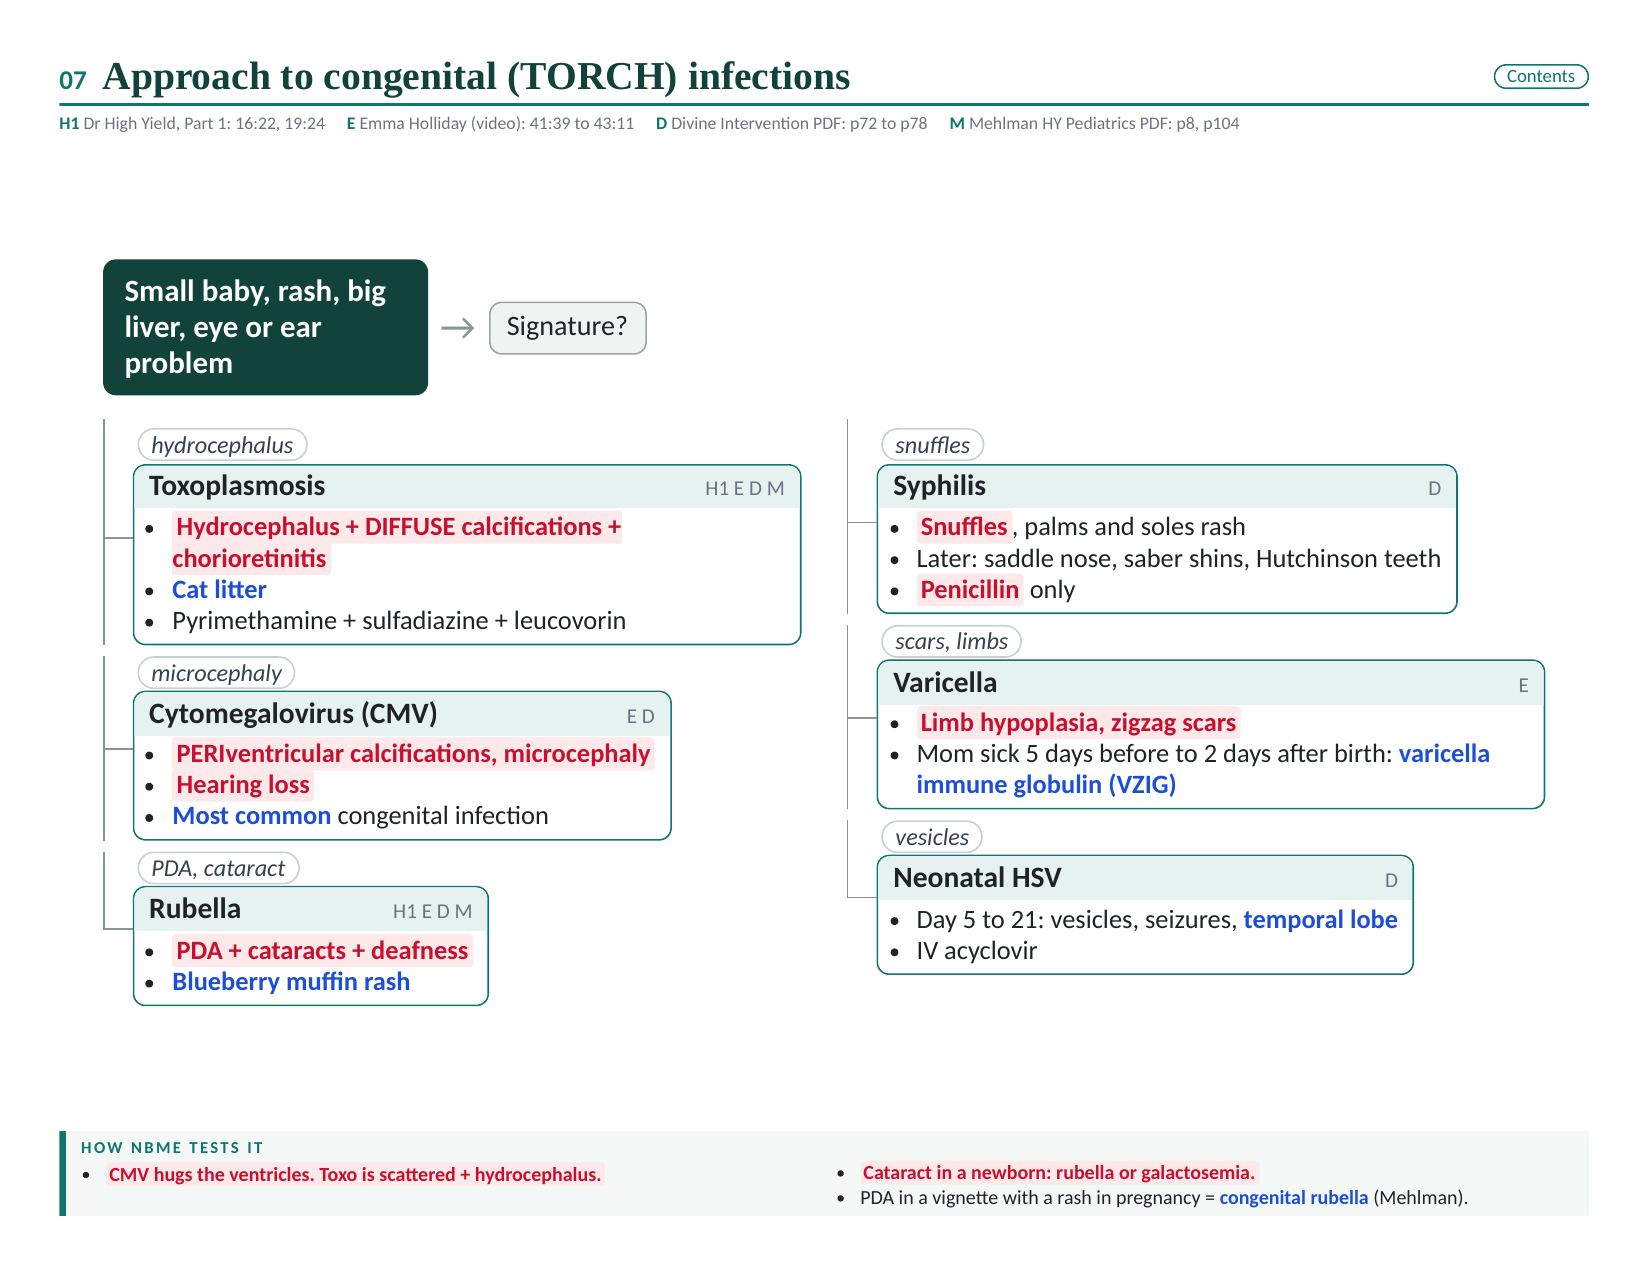 07 Approach to congenital (TORCH) infections
Contents
H1 Dr High Yield, Part 1: 16:22, 19:24 E Emma Holliday (video): 41:39 to 43:11 D Divine Intervention PDF: p72 to p78 M Mehlman HY Pediatrics PDF: p8, p104
Small baby, rash, big
liver, eye or ear
problem
→ Signature?
hydrocephalus
Toxoplasmosis H1 E D M
• Hydrocephalus + DIFFUSE calcifications +
chorioretinitis
• Cat litter
• Pyrimethamine + sulfadiazine + leucovorin
microcephaly
Cytomegalovirus (CMV) E D
• PERIventricular calcifications, microcephaly
• Hearing loss
• Most common congenital infection
PDA, cataract
Rubella H1 E D M
• PDA + cataracts + deafness
• Blueberry muffin rash
snuffles
Syphilis D
• Snuffles, palms and soles rash
• Later: saddle nose, saber shins, Hutchinson teeth
• Penicillin only
scars, limbs
Varicella E
• Limb hypoplasia, zigzag scars
• Mom sick 5 days before to 2 days after birth: varicella
immune globulin (VZIG)
vesicles
Neonatal HSV D
• Day 5 to 21: vesicles, seizures, temporal lobe
• IV acyclovir
HOW NBME TESTS IT
• CMV hugs the ventricles. Toxo is scattered + hydrocephalus.
• Cataract in a newborn: rubella or galactosemia.
• PDA in a vignette with a rash in pregnancy = congenital rubella (Mehlman).